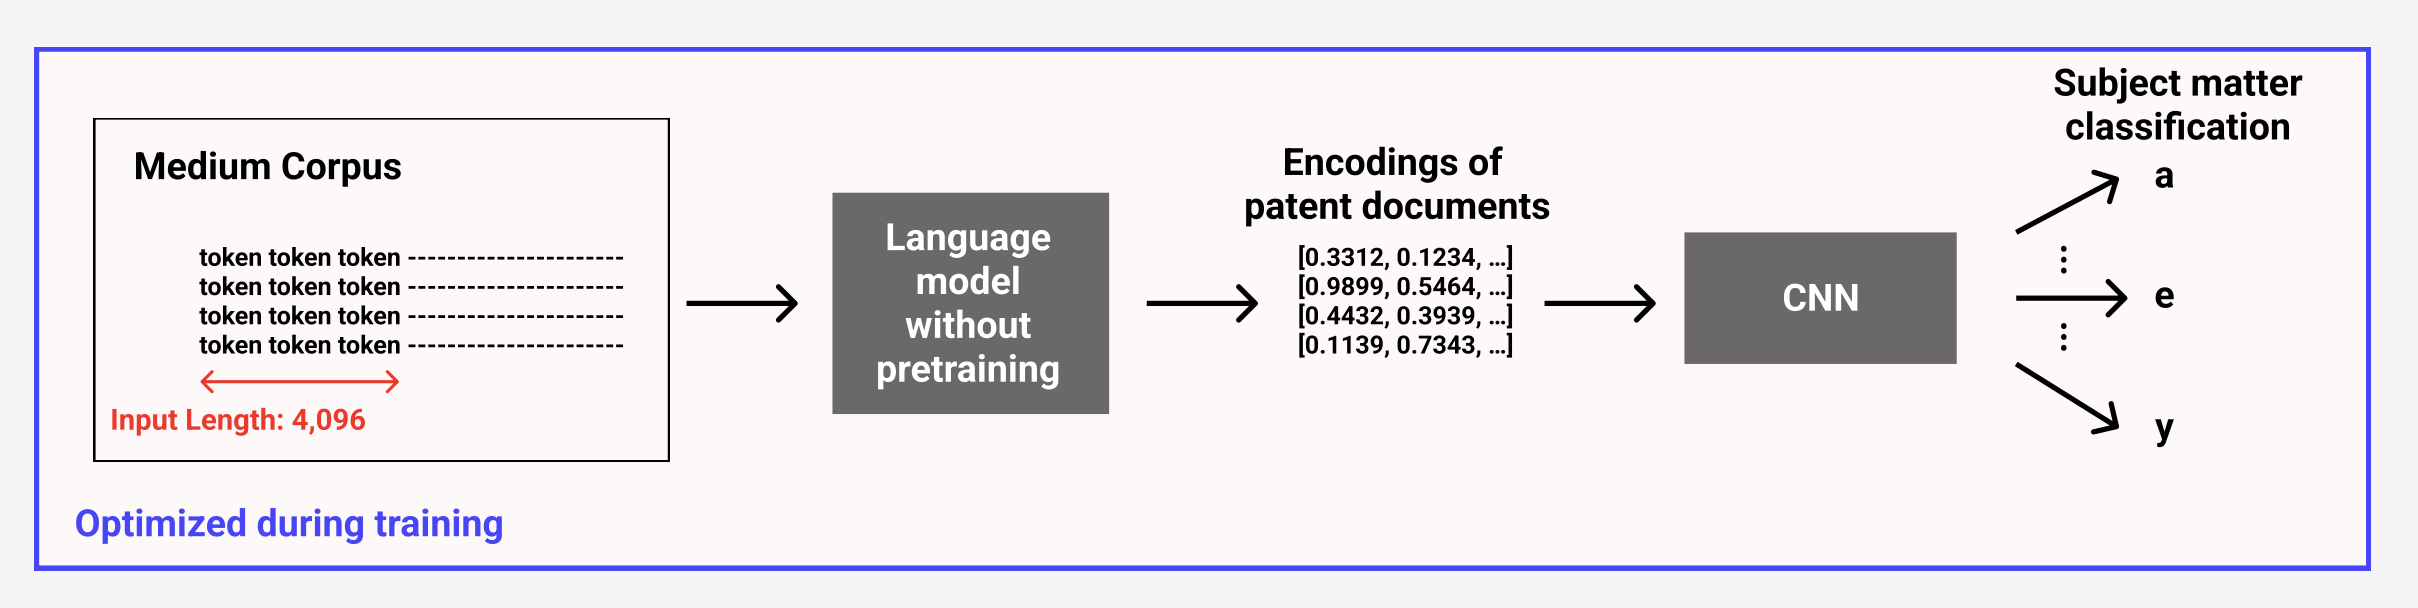 Medium Corpus
token token token ----------------------
token token token ----------------------
token token token ----------------------
token token token ----------------------
Input Length: 4,096
Optimized during training
Language
model
without
pretraining
Encodings of
patent documents
[0.3312, 0.1234, ...]
[0.9899, 0.5464, ...]
[0.4432, 0.3939, ...]
[0.1139, 0.7343, ...]
CNN
Subject matter
classification
a
e
y